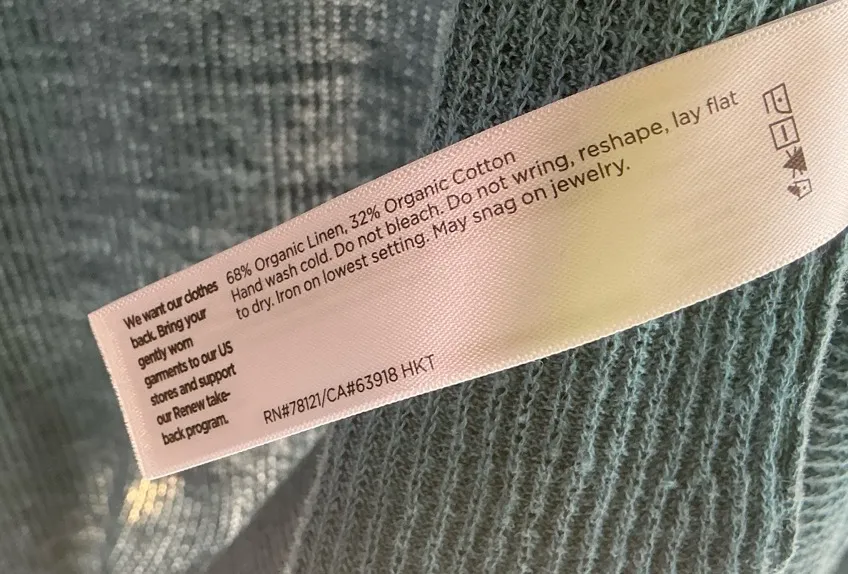 We want our clothes
back. Bring your
gently worn
garments to our US
stores and support
our Renew take-
back program.
68% Organic Linen, 32% Organic Cotton
Hand wash cold. Do not bleach. Do not wring, reshape, lay flat
to dry. Iron on lowest setting. May snag on jewelry.
RN#78121/CA#63918 HKT